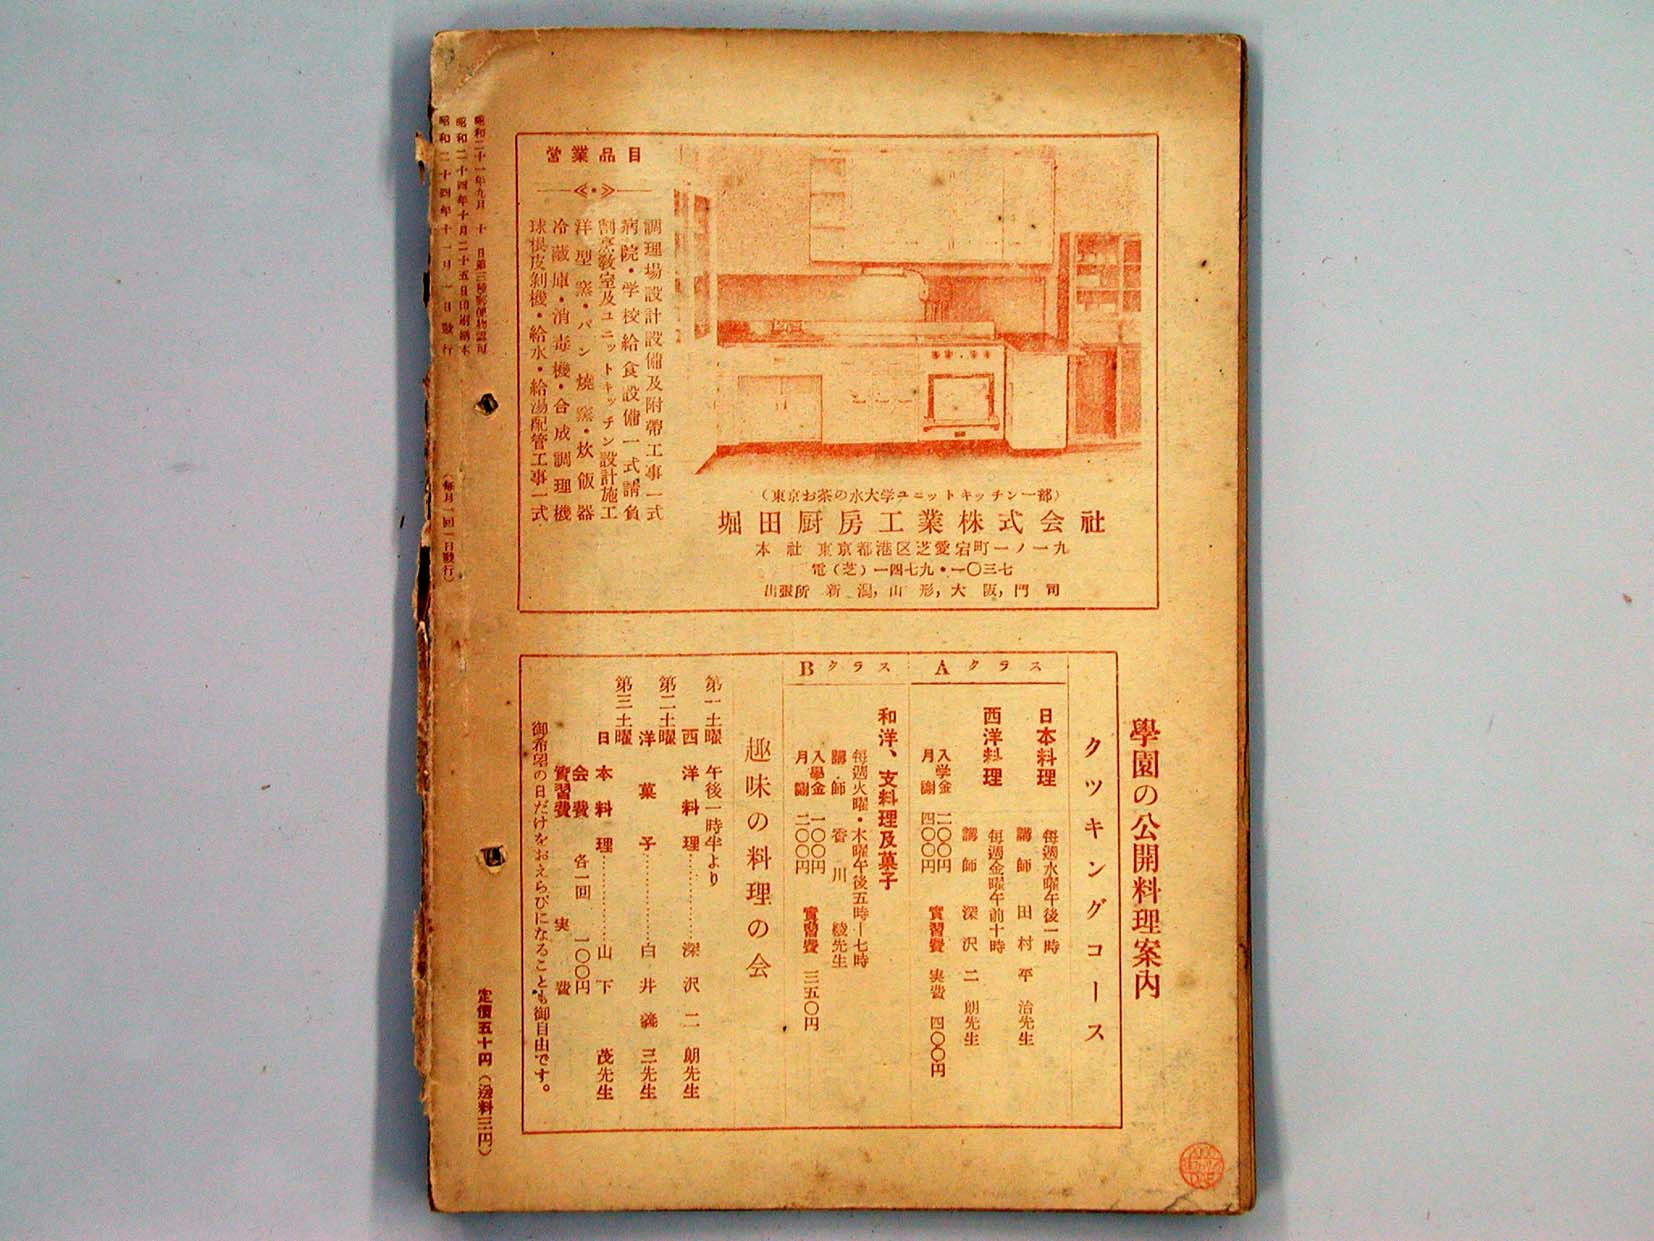 昭和二十一年九月 十 日第三種郵便物認可
昭和二十四年十月二十五日印刷納本
昭和二十四年十一月一日発行
(毎月一回一日発行)
営業品目
調理場設計設備及附帯工事一式
病院・学校給食設備一式請負
割烹教室及ユニットキッチン設計施工
洋型窯・パン焼窯・炊飯器
冷蔵庫・消毒機・合成調理機
球根皮剝機・給水・給湯配管工事一式
(東京お茶の水大学ユニットキッチン一部)
堀田厨房工業株式会社
本社 東京都港区芝愛宕町一ノ一九
電(芝)一四七九・一〇三七
出張所 新潟, 山形, 大阪, 門司
學園の公開料理案内
クツキングコース
Aクラス
日本料理
毎週水曜午後一時
講師 田村平治先生
西洋料理
毎週金曜午前十時
講師 深沢二朗先生
入学金 二〇〇円
月謝 四〇〇円
實習費 実費 四〇〇円
Bクラス
和洋、支料理及菓子
毎週火曜・木曜午後五時―七時
講師 香川綾先生
入學金 一〇〇円
月謝 二〇〇円
實習費 三五〇円
趣味の料理の会
第一土曜 午後一時半より
西洋料理…………深沢二朗先生
第二土曜
洋菓子…………白井義三先生
第三土曜
日本料理…………山下茂先生
会費 各一回 一〇〇円
實習費 実費
御希望の日だけをおえらびになることも御自由です。
定價五十円(送料三円)